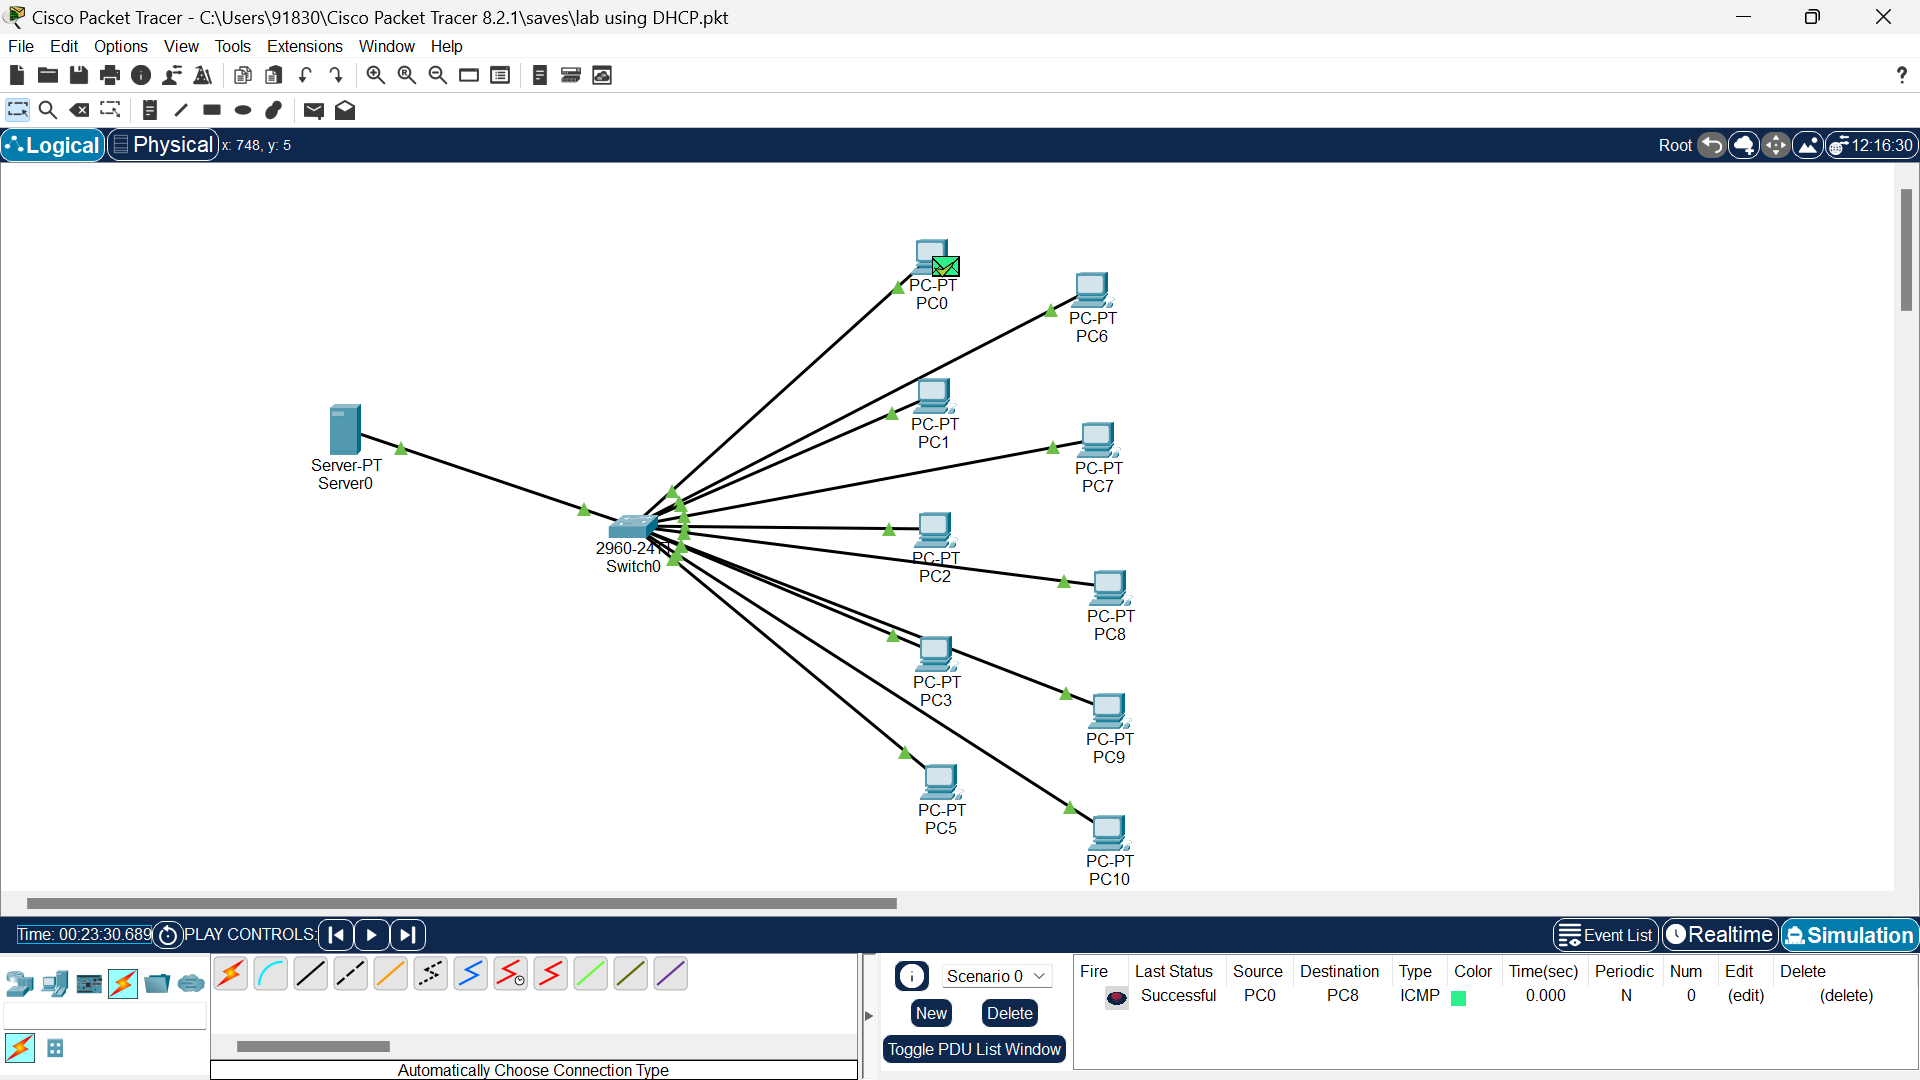 Cisco Packet Tracer - C:\Users\91830\Cisco Packet Tracer 8.2.1\saves\lab using DHCP.pkt
File Edit Options View Tools Extensions Window Help
?
Logical Physical x: 748, y: 5 Root 12:16:30
PC-PT
PC0
PC-PT
PC6
PC-PT
PC1
PC-PT
PC7
Server-PT
Server0
PC-PT
PC2
2960-24TT
Switch0
PC-PT
PC8
PC-PT
PC3
PC-PT
PC9
PC-PT
PC5
PC-PT
PC10
Time: 00:23:30.689 PLAY CONTROLS: Event List Realtime Simulation
Scenario 0
New Delete
Toggle PDU List Window
Fire Last Status Source Destination Type Color Time(sec) Periodic Num Edit Delete
Successful PC0 PC8 ICMP 0.000 N 0 (edit) (delete)
Automatically Choose Connection Type